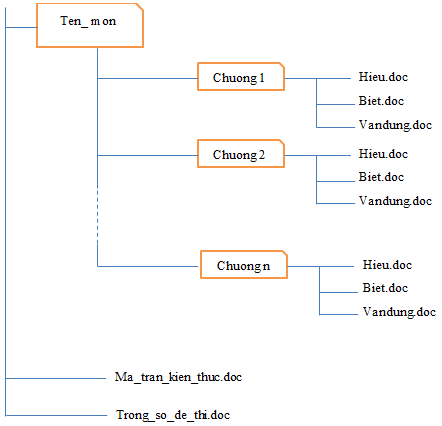 Ten_mon
Chuong 1
Hieu.doc
Biet.doc
Vandung.doc
Chuong 2
Hieu.doc
Biet.doc
Vandung.doc
Chuong n
Hieu.doc
Biet.doc
Vandung.doc
Ma_tran_kien_thuc.doc
Trong_so_de_thi.doc